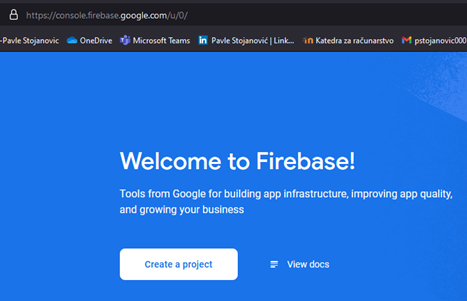 https://console.firebase.google.com/u/0/
-Pavle Stojanovic OneDrive Microsoft Teams Pavle Stojanović | Link... Katedra za računarstvo pstojanovic000
Welcome to Firebase!
Tools from Google for building app infrastructure, improving app quality,
and growing your business
Create a project View docs